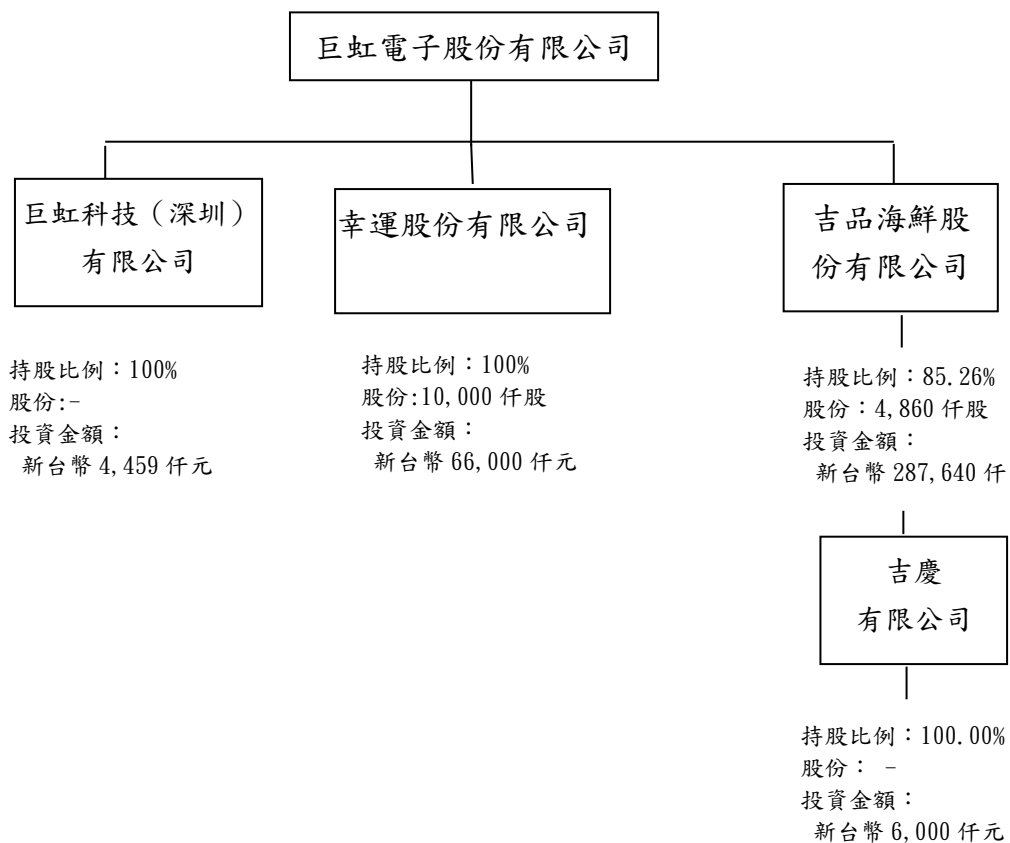 巨虹電子股份有限公司
巨虹科技（深圳）
有限公司
持股比例：100%
股份:-
投資金額：
新台幣 4,459 仟元
幸運股份有限公司
持股比例：100%
股份:10,000 仟股
投資金額：
新台幣 66,000 仟元
吉品海鮮股
份有限公司
持股比例：85.26%
股份：4,860 仟股
投資金額：
新台幣 287,640 仟
吉慶
有限公司
持股比例：100.00%
股份： -
投資金額：
新台幣 6,000 仟元